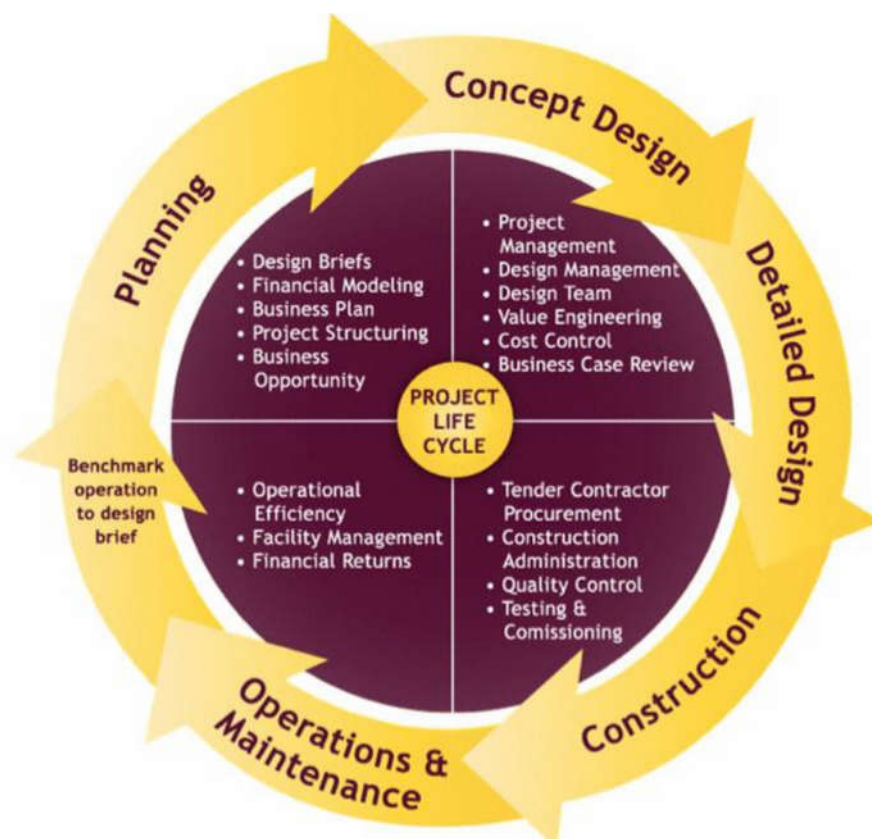 Planning
Concept Design
Detailed Design
Construction
Operations &
Maintenance
Benchmark
operation
to design
brief
• Design Briefs
• Financial Modeling
• Business Plan
• Project Structuring
• Business
Opportunity
• Project
Management
• Design Management
• Design Team
• Value Engineering
• Cost Control
• Business Case Review
PROJECT
LIFE
CYCLE
• Operational
Efficiency
• Facility Management
• Financial Returns
• Tender Contractor
Procurement
• Construction
Administration
• Quality Control
• Testing &
Comissioning